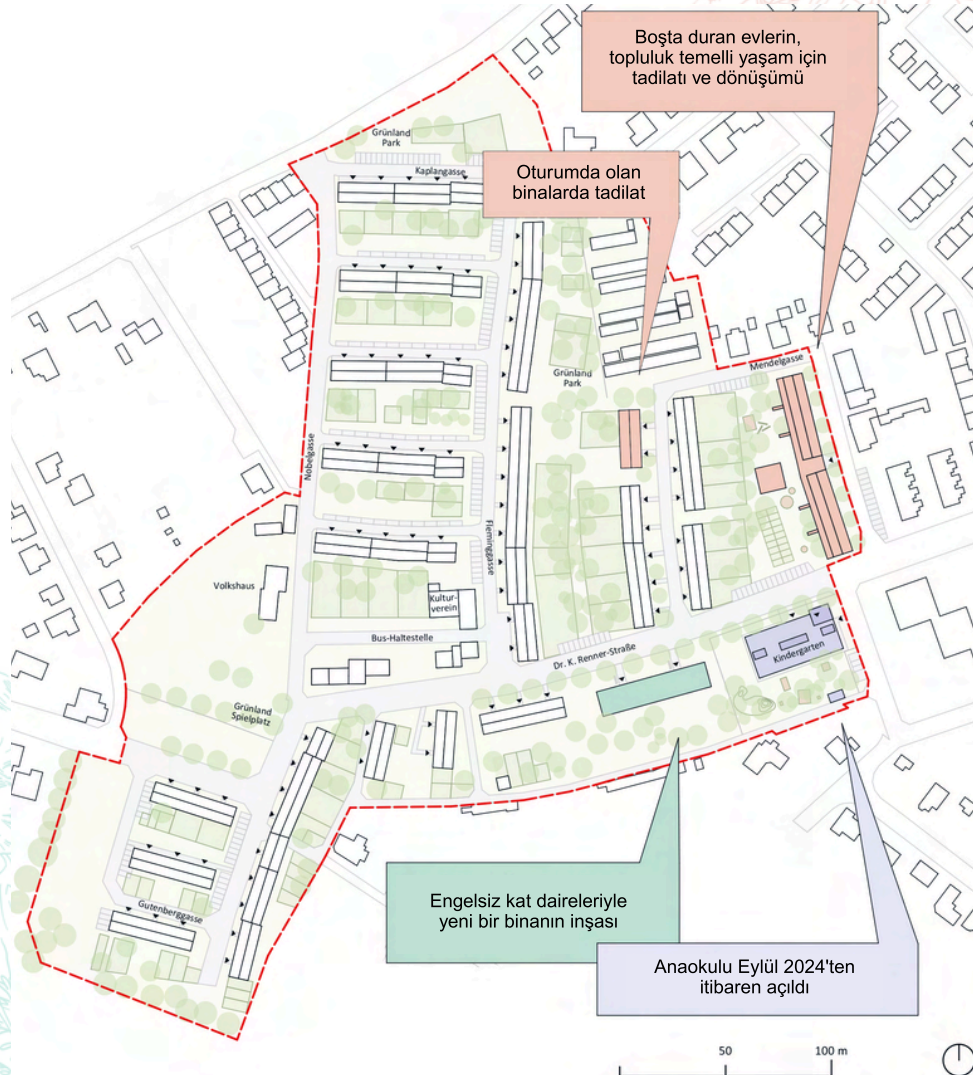 Boşta duran evlerin,
topluluk temelli yaşam için
tadilatı ve dönüşümü
Grünland
Park
Kaplangasse
Oturumda olan
binalarda tadilat
Mendelgasse
Grünland
Park
Nobelgasse
Fleminggasse
Volkshaus
Kultur-
verein
Bus-Haltestelle
Dr. K. Renner-Straße
Kindergarten
Grünland
Spielplatz
Gutenberggasse
Engelsiz kat daireleriyle
yeni bir binanın inşası
Anaokulu Eylül 2024'ten
itibaren açıldı
50
100 m